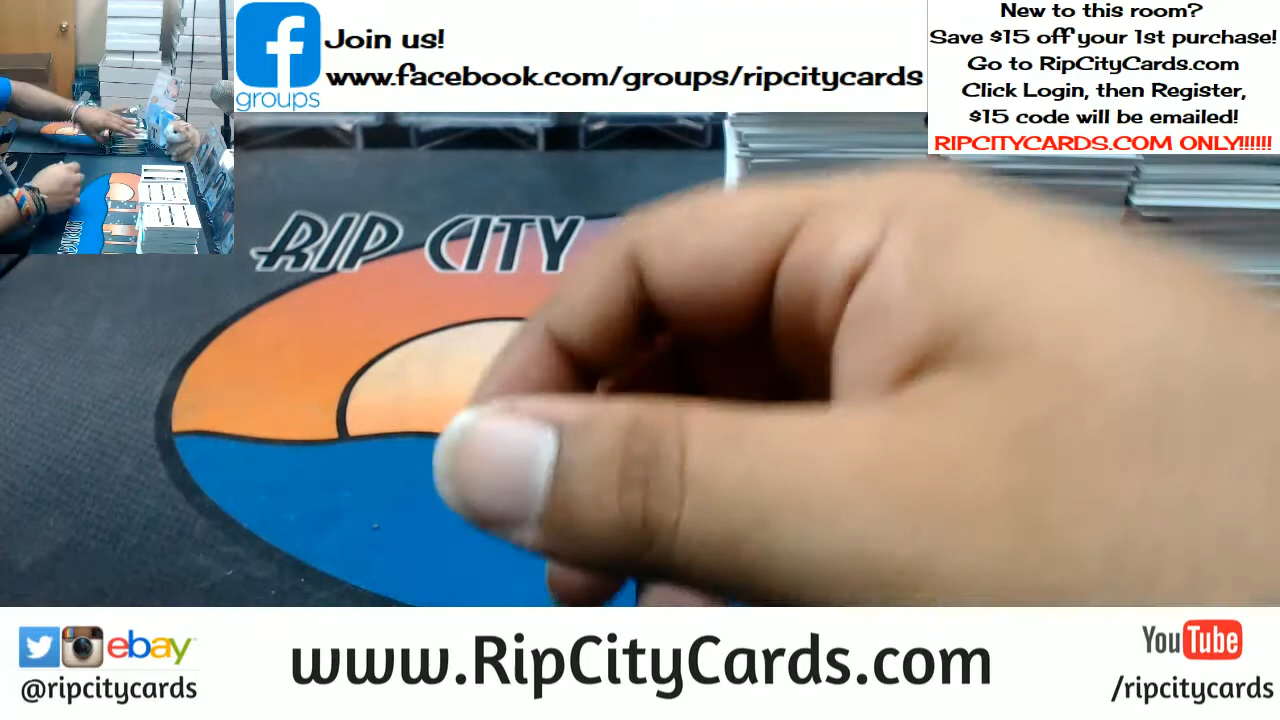 groups
Join us!
www.facebook.com/groups/ripcitycards
New to this room?
Save $15 off your 1st purchase!
Go to RipCityCards.com
Click Login, then Register,
$15 code will be emailed!
RIPCITYCARDS.COM ONLY!!!!!!
RIP CITY
ebay
@ripcitycards
www.RipCityCards.com
YouTube
/ripcitycards